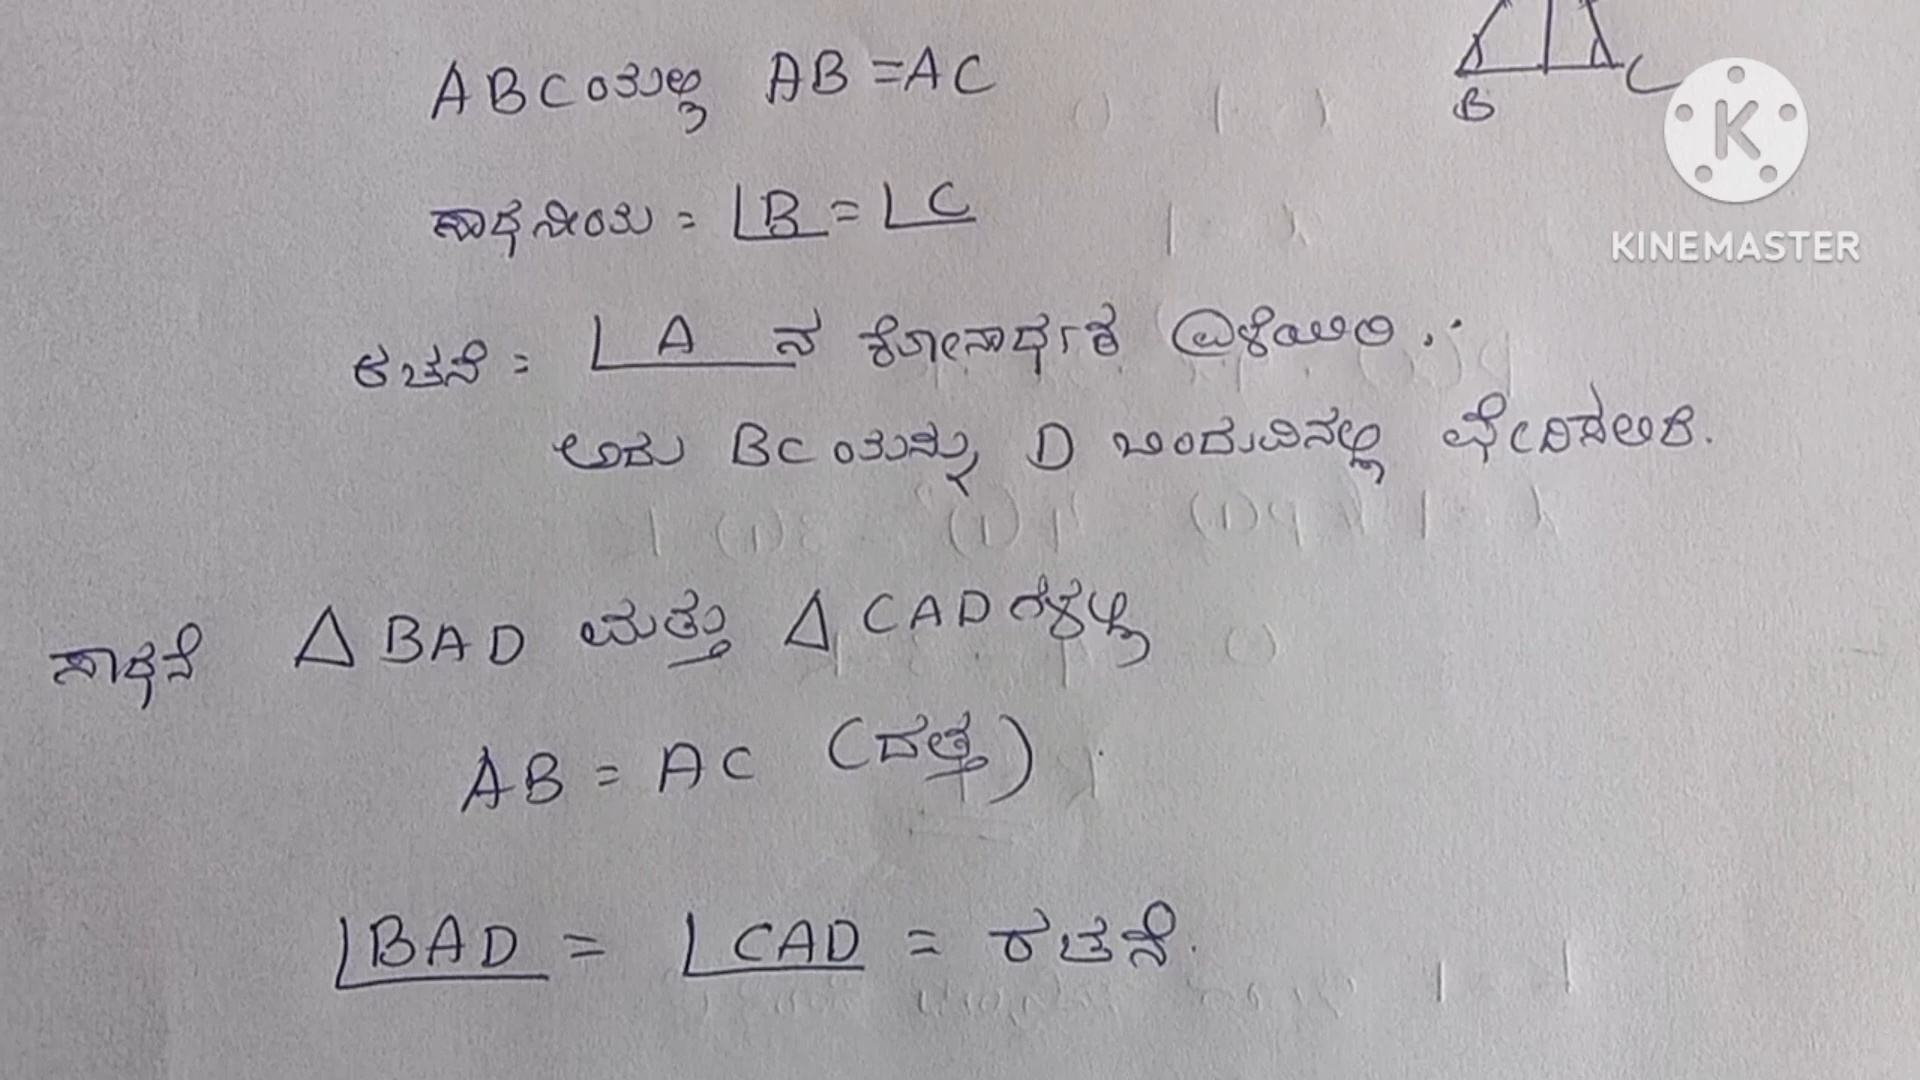 ABCಯಲ್ಲಿ AB = AC
B
C
K
KINEMASTER
ಸಾಧನೀಯ = ∟B = ∟C
ರಚನೆ = ∟A ನ ಕೋನಾರ್ಧಕ ಎಳೆಯಿರಿ.
ಅದು BCಯನ್ನು D ಬಿಂದುವಿನಲ್ಲಿ ಛೇದಿಸಲಿ.
ಸಾಧನೆ △BAD ಮತ್ತು △CADಗಳಲ್ಲಿ
AB = AC (ದತ್ತ)
∟BAD = ∟CAD = ರಚನೆ.